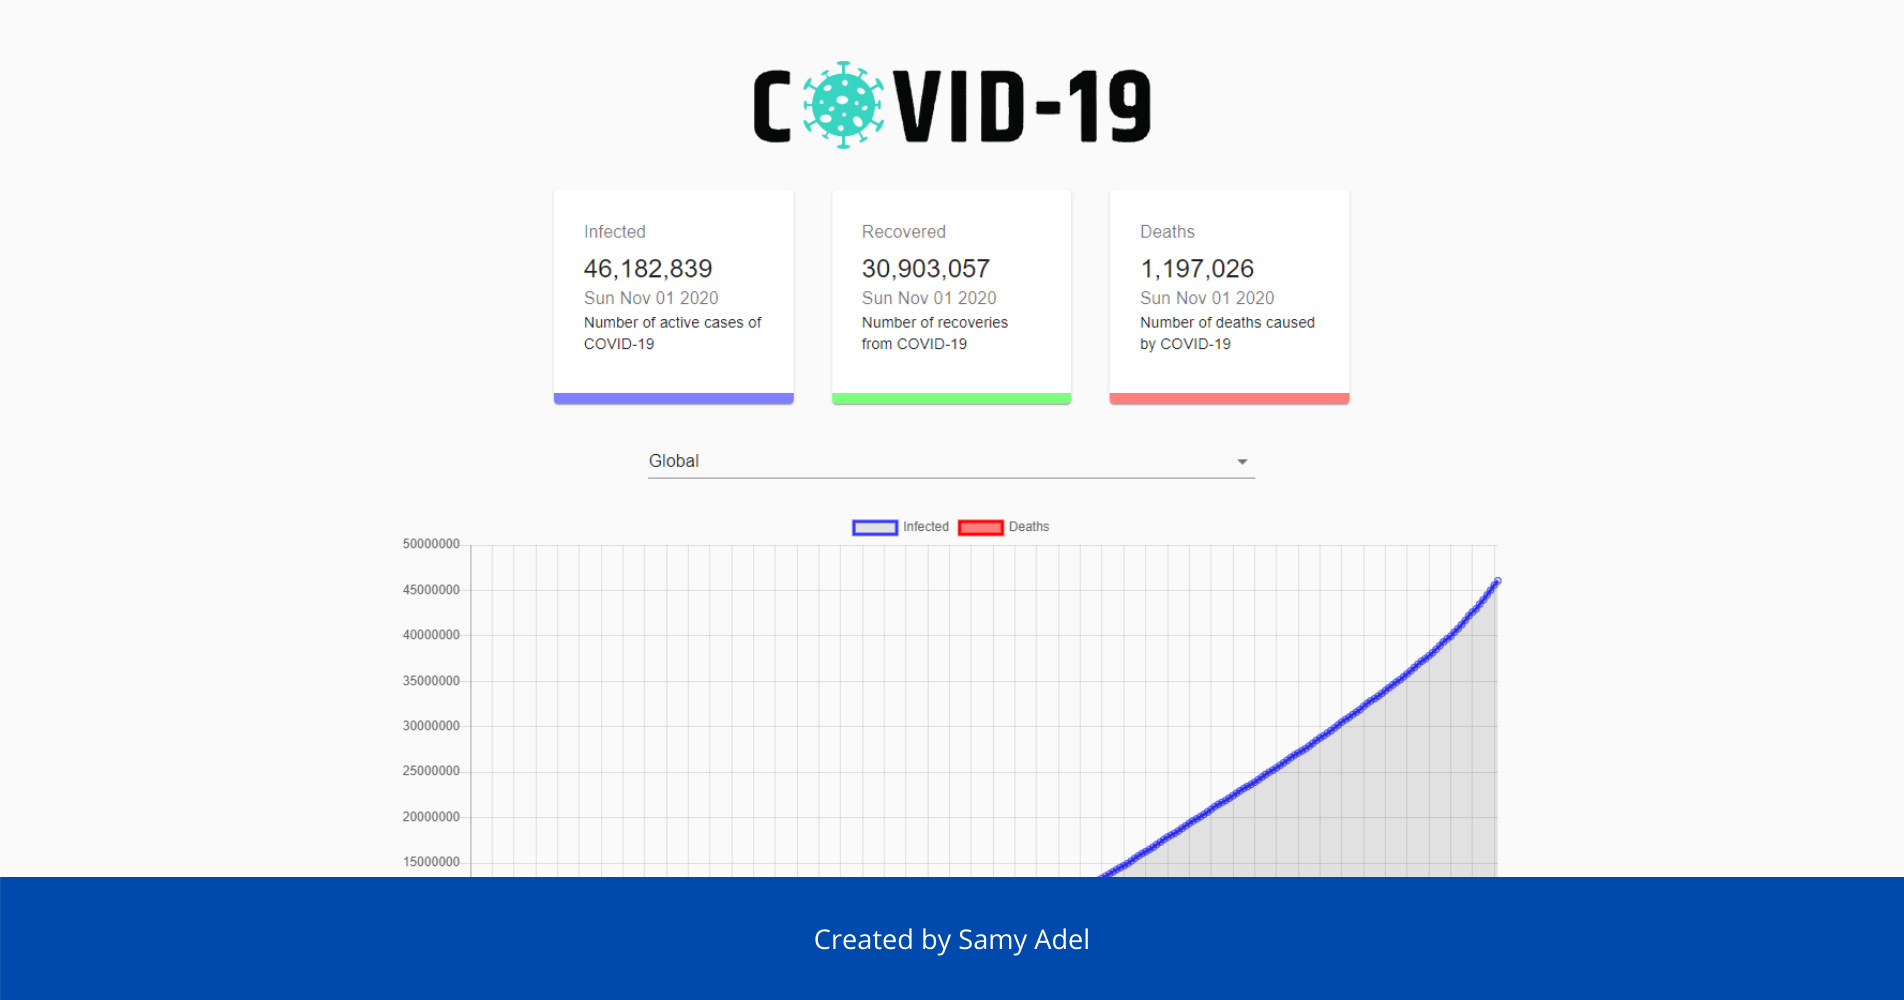 COVID-19
Infected
46,182,839
Sun Nov 01 2020
Number of active cases of
COVID-19
Recovered
30,903,057
Sun Nov 01 2020
Number of recoveries
from COVID-19
Deaths
1,197,026
Sun Nov 01 2020
Number of deaths caused
by COVID-19
Global
Infected Deaths
50000000
45000000
40000000
35000000
30000000
25000000
20000000
15000000
Created by Samy Adel